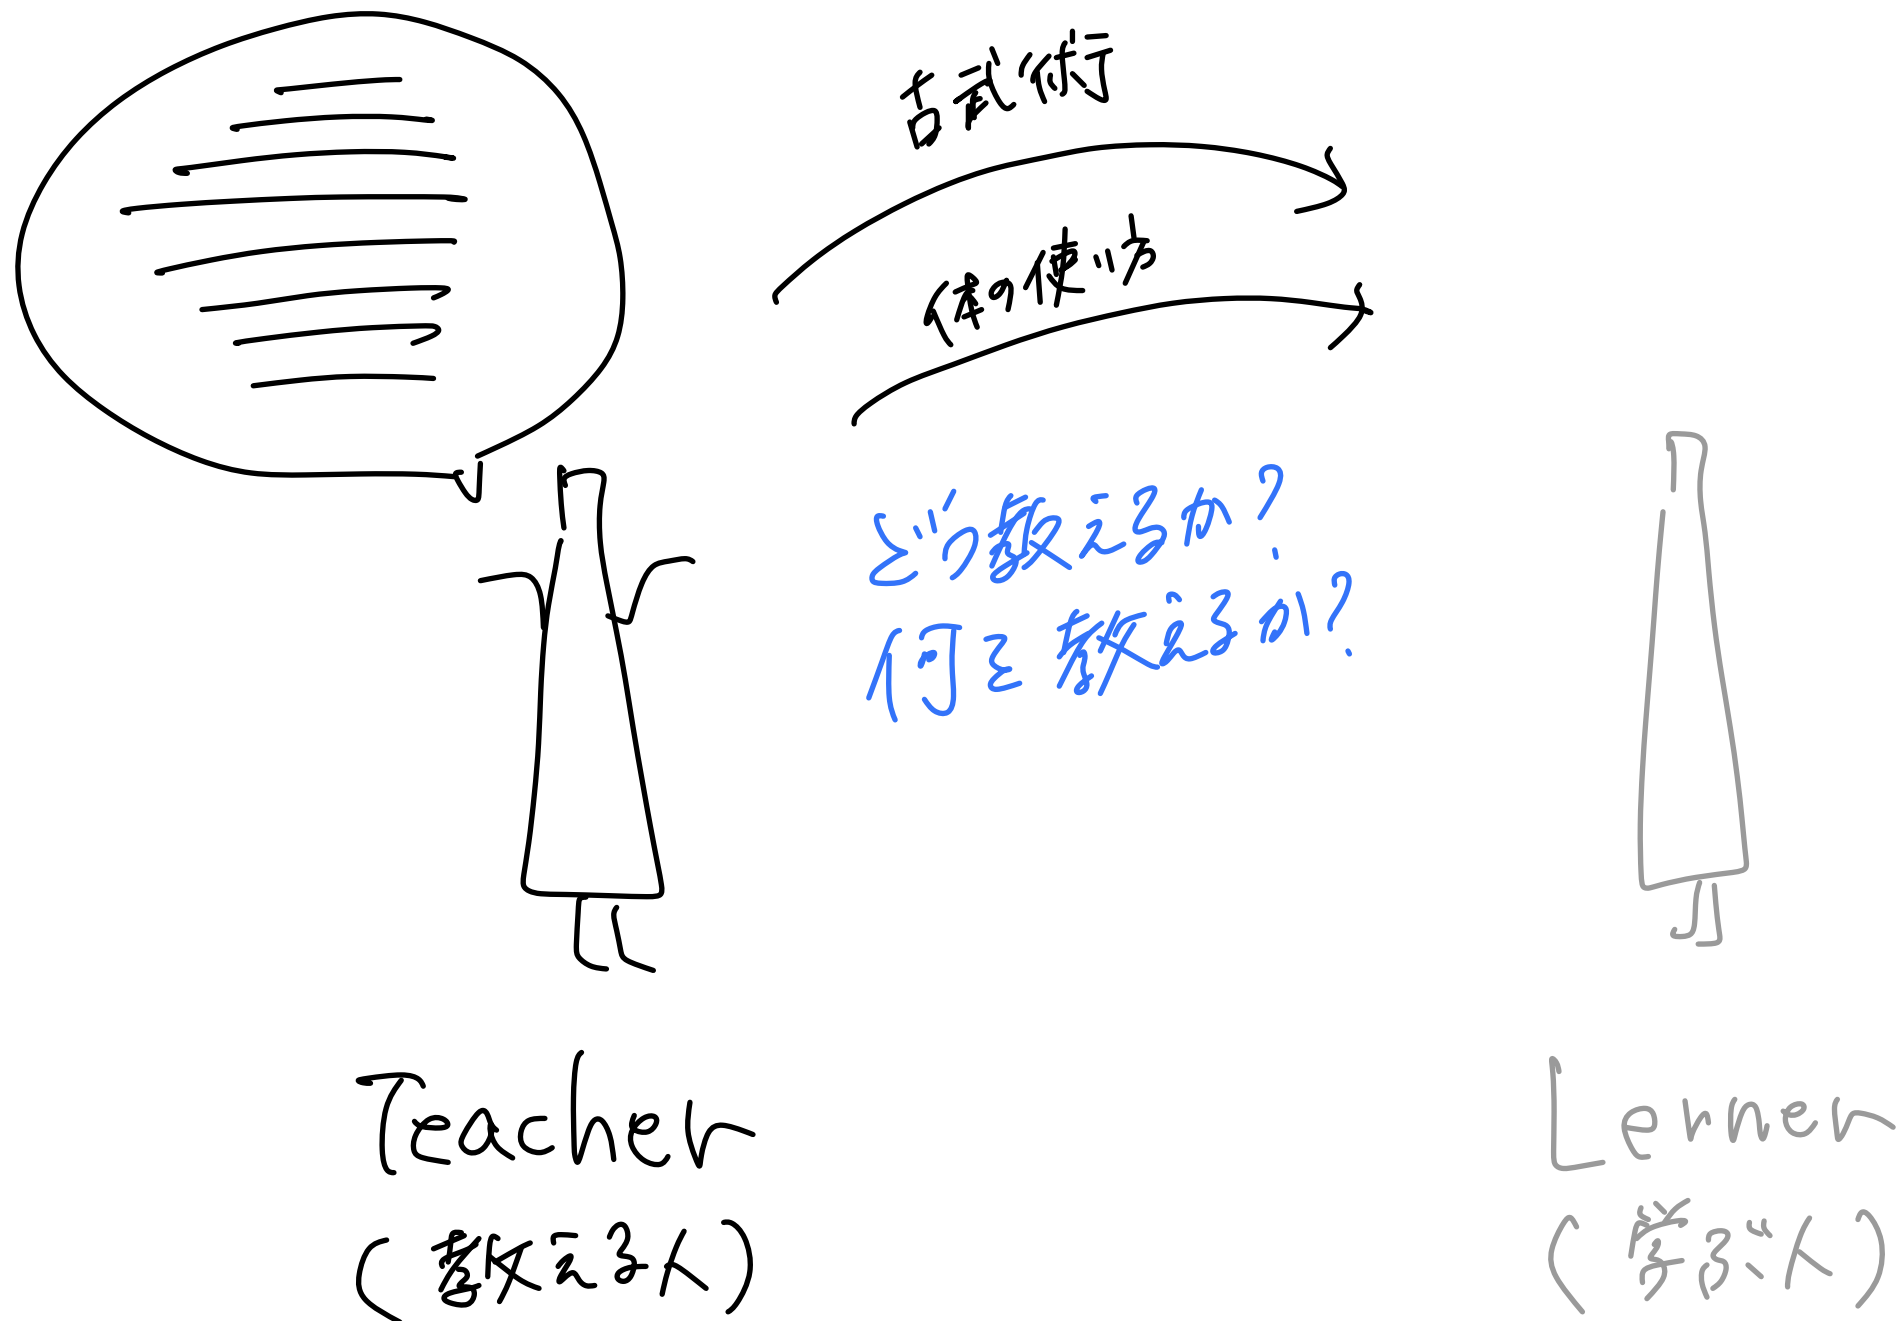 古武術
体の使い方
どう教えるか?
何を教えるか?
Teacher
(教える人)
Lerner
(学ぶ人)